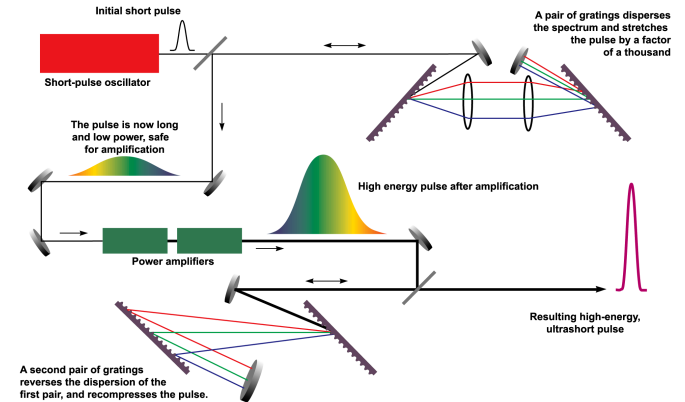 Initial short pulse
Short-pulse oscillator
A pair of gratings disperses
the spectrum and stretches
the pulse by a factor
of a thousand
The pulse is now long
and low power, safe
for amplification
High energy pulse after amplification
Power amplifiers
Resulting high-energy,
ultrashort pulse
A second pair of gratings
reverses the dispersion of the
first pair, and recompresses the pulse.